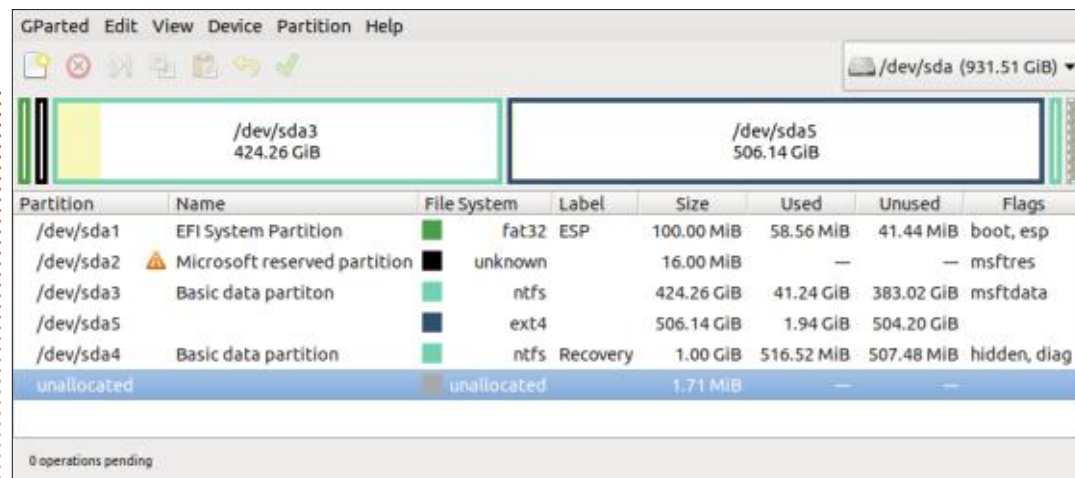 GParted Edit View Device Partition Help
/dev/sda (931.51 GiB)
/dev/sda3
424.26 GiB
/dev/sda5
506.14 GiB
Partition Name File System Label Size Used Unused Flags
/dev/sda1 EFI System Partition fat32 ESP 100.00 MiB 58.56 MiB 41.44 MiB boot, esp
/dev/sda2 Microsoft reserved partition unknown 16.00 MiB — — msftres
/dev/sda3 Basic data partiton ntfs 424.26 GiB 41.24 GiB 383.02 GiB msftdata
/dev/sda5 ext4 506.14 GiB 1.94 GiB 504.20 GiB
/dev/sda4 Basic data partition ntfs Recovery 1.00 GiB 516.52 MiB 507.48 MiB hidden, diag
unallocated unallocated 1.71 MiB — —
0 operations pending